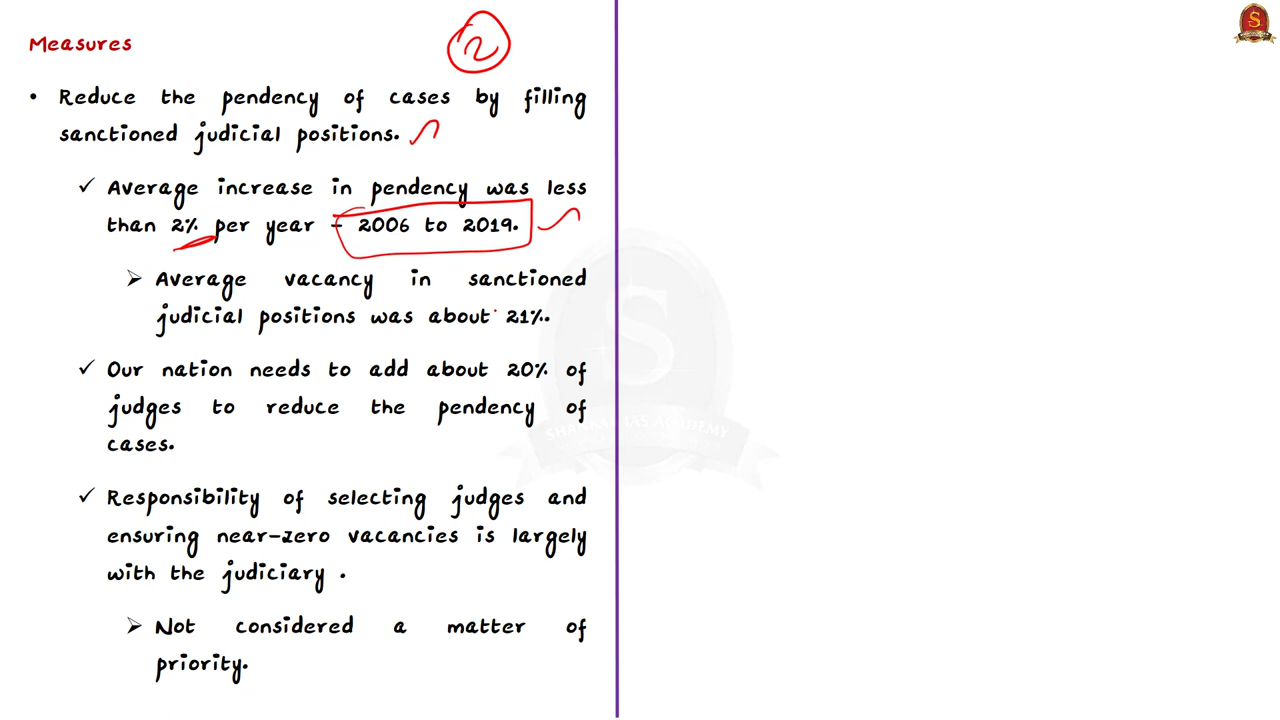 Measures
2
• Reduce the pendency of cases by filling
sanctioned judicial positions.
✓ Average increase in pendency was less
than 2% per year – 2006 to 2019.
➢ Average vacancy in sanctioned
judicial positions was about 21%.
✓ Our nation needs to add about 20% of
judges to reduce the pendency of
cases.
✓ Responsibility of selecting judges and
ensuring near-zero vacancies is largely
with the judiciary .
➢ Not considered a matter of
priority.
S
S